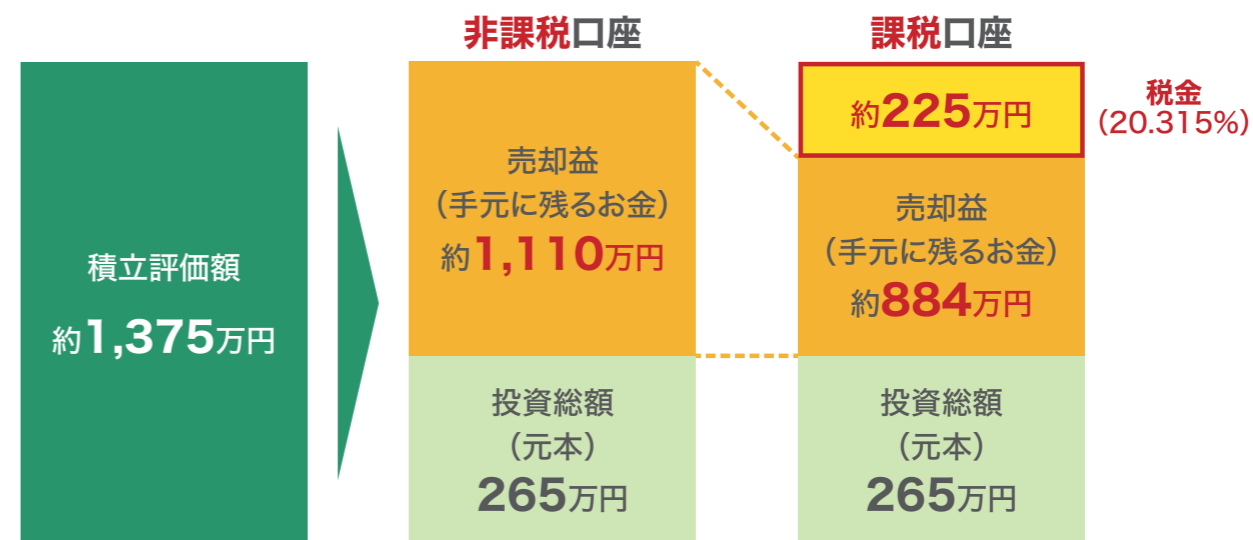 積立評価額
約1,375万円
非課税口座
売却益
（手元に残るお金）
約1,110万円
投資総額
（元本）
265万円
課税口座
約225万円
税金
（20.315%）
売却益
（手元に残るお金）
約884万円
投資総額
（元本）
265万円